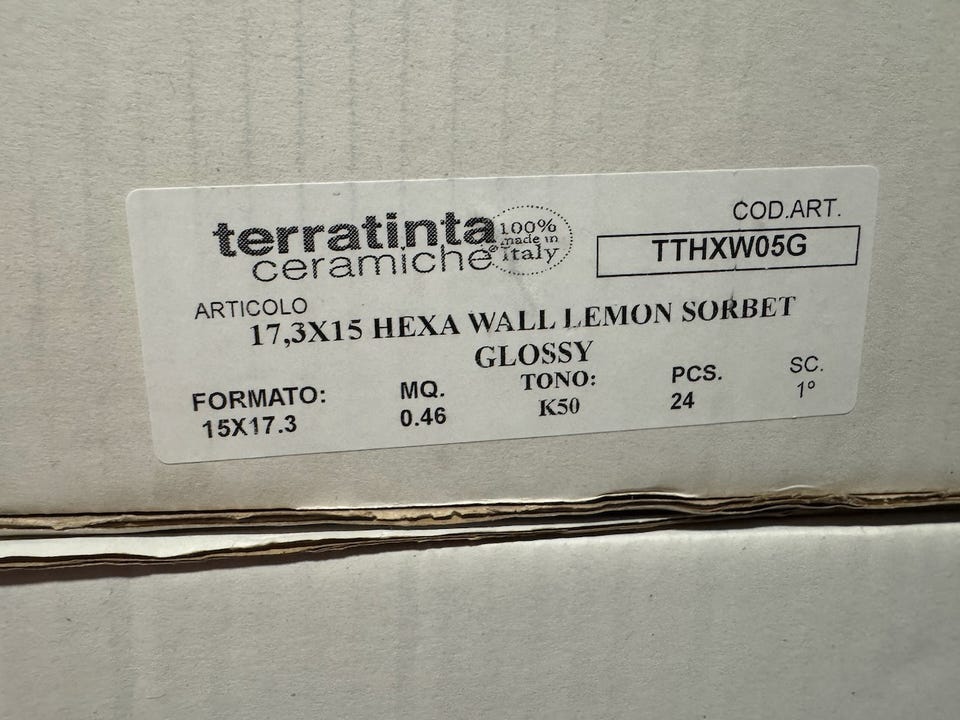 terratinta
ceramiche®
100%
made in
Italy
COD.ART.
TTHXW05G
ARTICOLO
17,3X15 HEXA WALL LEMON SORBET
GLOSSY
FORMATO: MQ. TONO: PCS. SC.
15X17.3 0.46 K50 24 1°